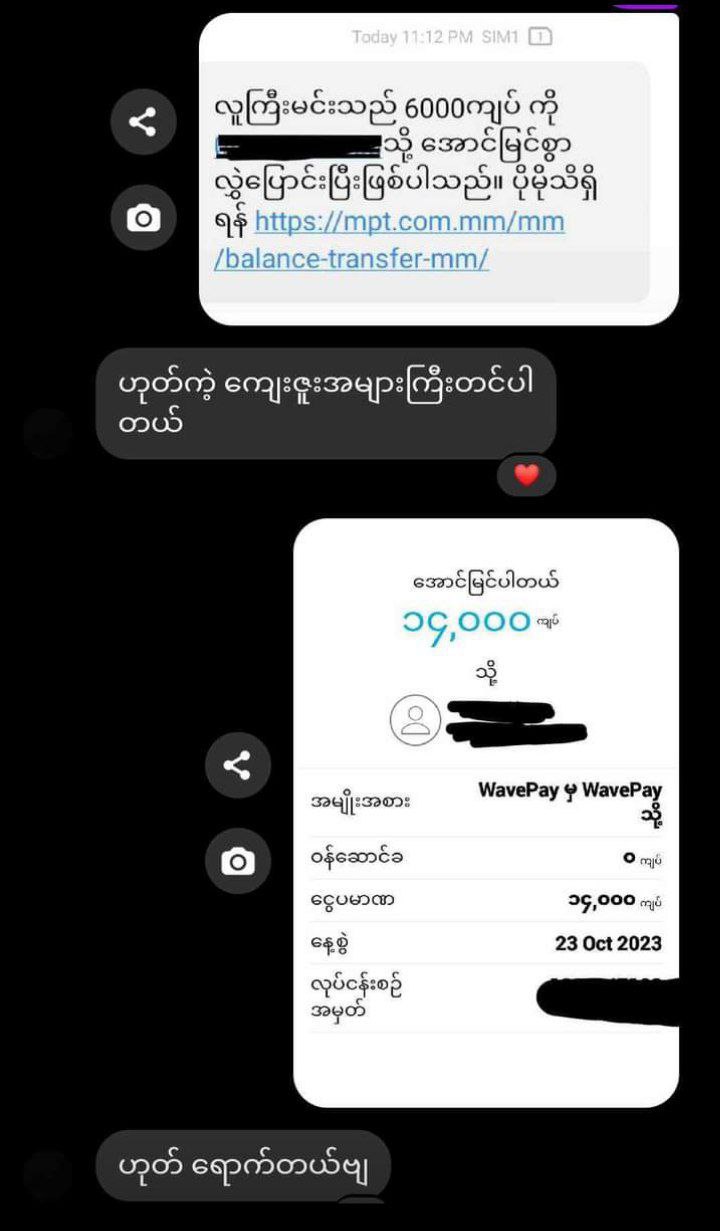 Today 11:12 PM SIM1 1
လူကြီးမင်းသည် 6000ကျပ် ကို
သို့ အောင်မြင်စွာ
လွှဲပြောင်းပြီးဖြစ်ပါသည်။ ပိုမိုသိရှိ
ရန် https://mpt.com.mm/mm
/balance-transfer-mm/
ဟုတ်ကဲ့ ကျေးဇူးအများကြီးတင်ပါ
တယ်
အောင်မြင်ပါတယ်
၁၄,၀၀၀ ကျပ်
သို့
အမျိုးအစား WavePay မှ WavePay
သို့
ဝန်ဆောင်ခ ၀ ကျပ်
ငွေပမာဏ ၁၄,၀၀၀ ကျပ်
နေ့စွဲ 23 Oct 2023
လုပ်ငန်းစဉ်
အမှတ်
ဟုတ် ရောက်တယ်ဗျ